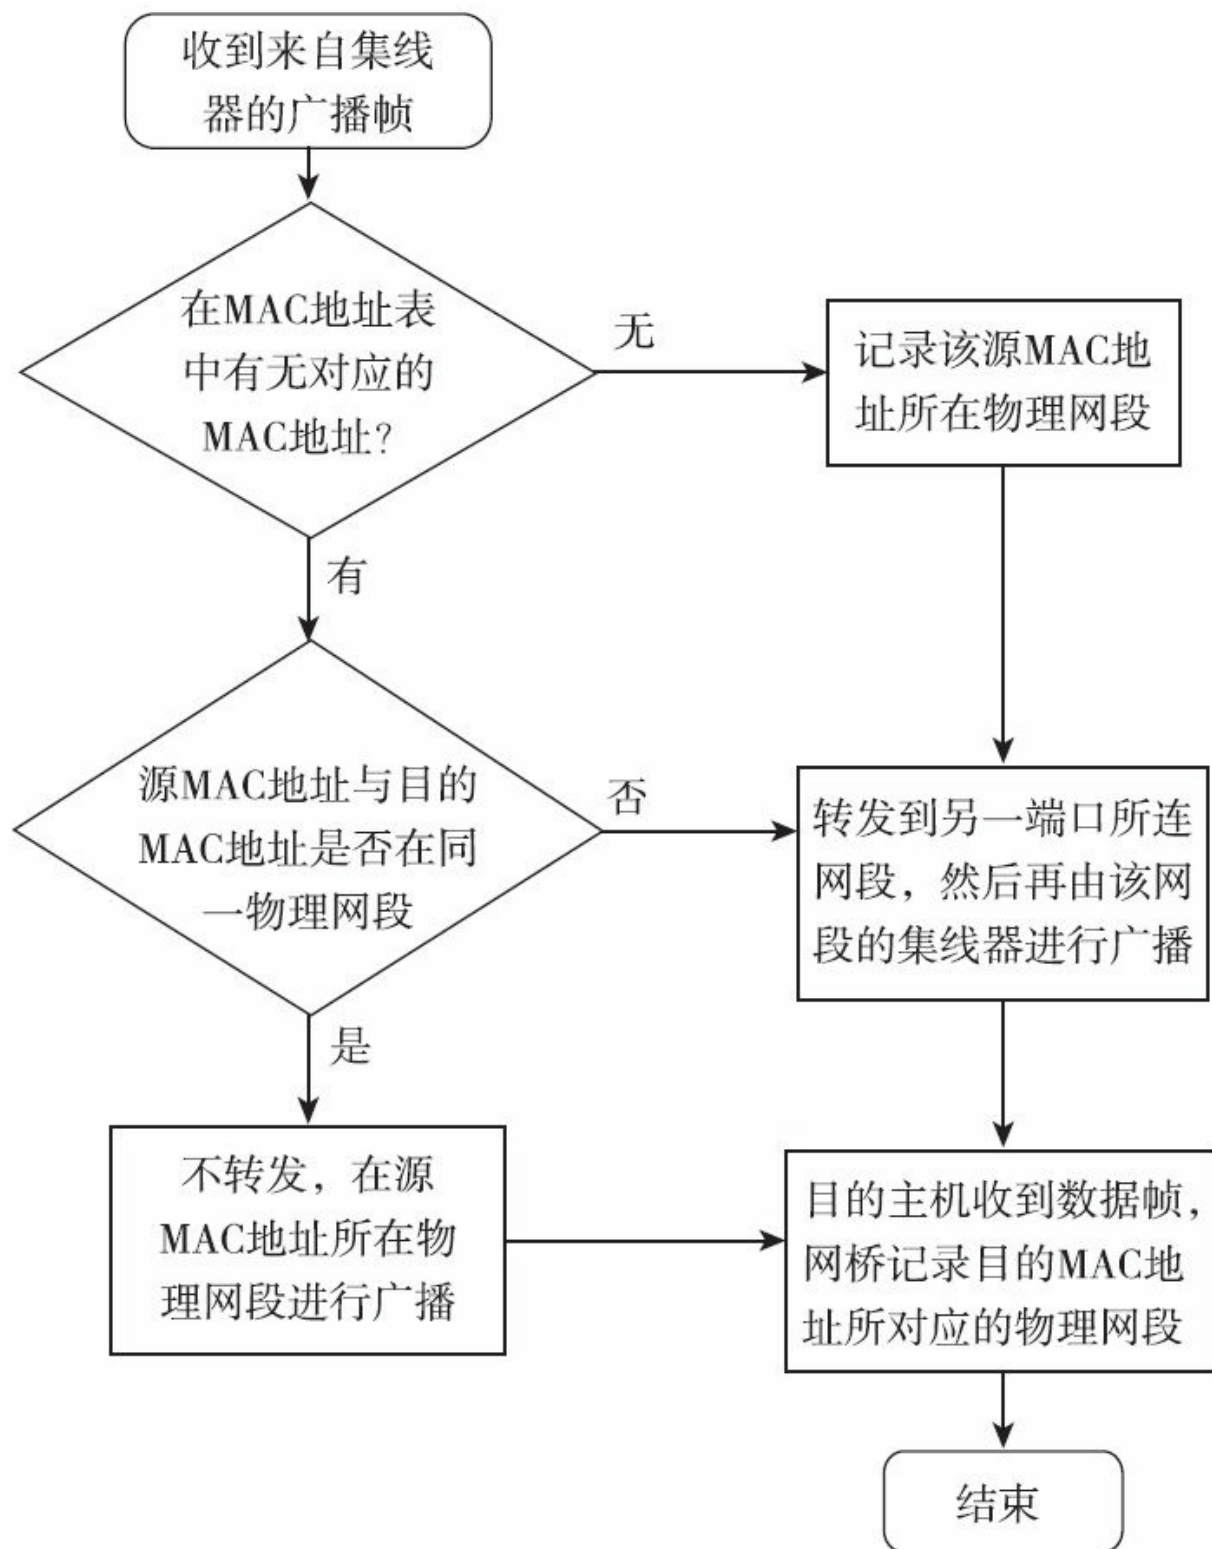 收到来自集线
器的广播帧
在MAC地址表
中有无对应的
MAC地址?
无
记录该源MAC地
址所在物理网段
有
源MAC地址与目的
MAC地址是否在同
一物理网段
否
转发到另一端口所连
网段，然后再由该网
段的集线器进行广播
是
不转发，在源
MAC地址所在物
理网段进行广播
目的主机收到数据帧，
网桥记录目的MAC地
址所对应的物理网段
结束